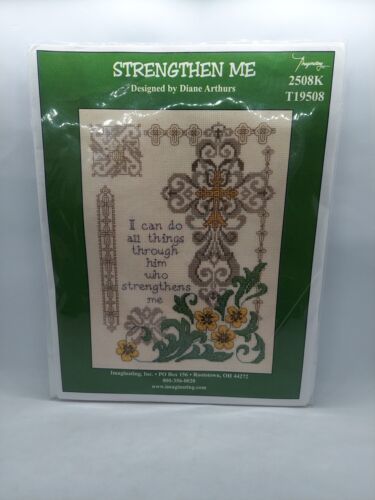 STRENGTHEN ME
Designed by Diane Arthurs
Imaginating
2508K
T19508
I can do
all things
through
him
who
strengthens
me
Imaginating, Inc. • PO Box 156 • Rootstown, OH 44272
800-356-0020
www.imaginating.com